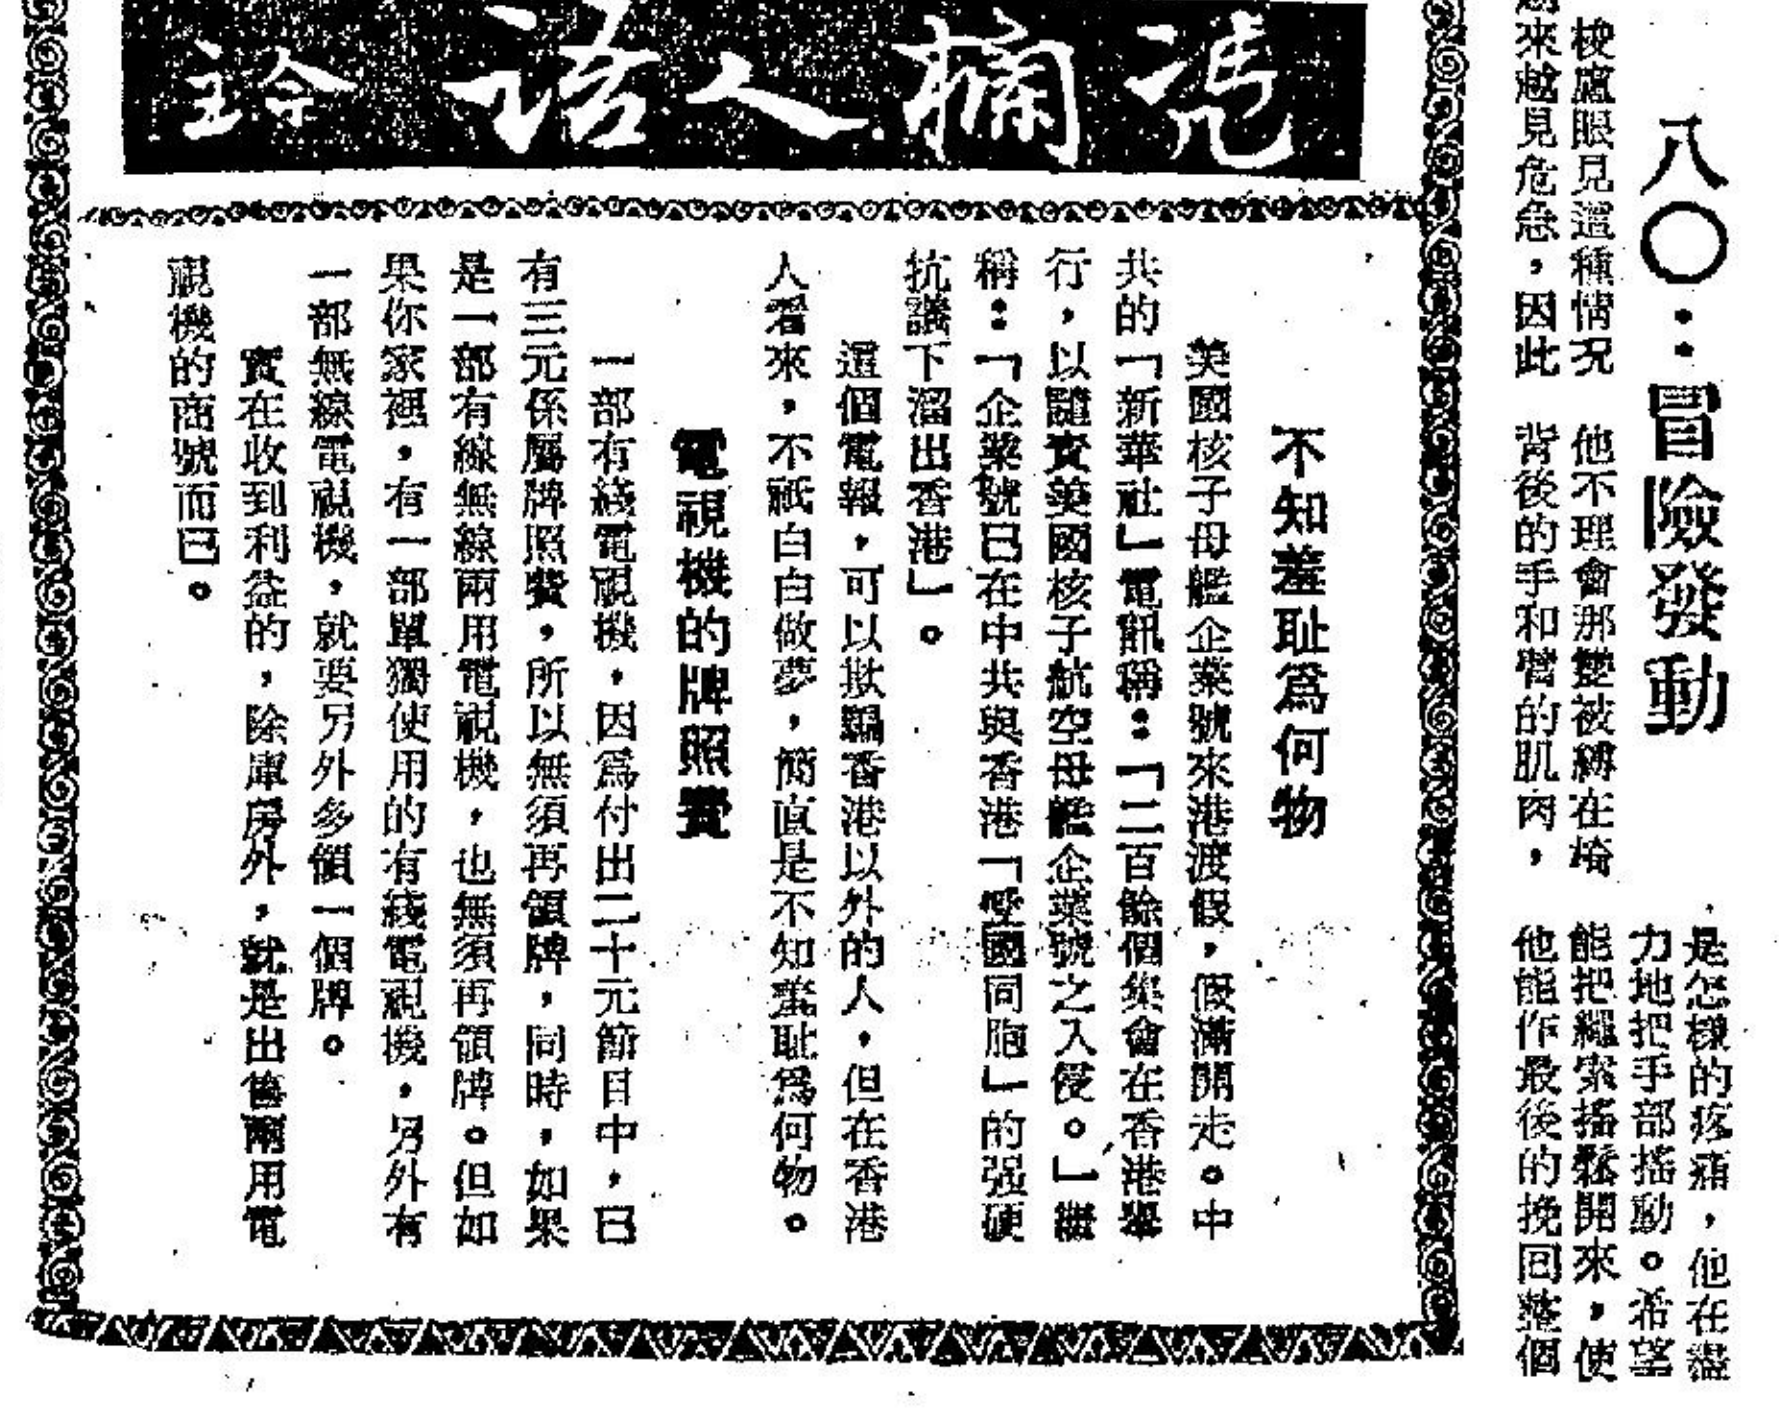 八〇：冒險發動
梭盧眼見這種情況
來越見危急，因此
他不理會那雙被縛在椅
背後的手和臂的肌肉，
是怎樣的疼痛，他在盡
力地把手部搖動。希望
能把繩索搖鬆開來，使
他能作最後的挽回整個
凭欄人語
玲
不知羞耻爲何物
美國核子母艦企業號來港渡假，假滿開走。中
共的「新華社」電訊稱：「二百餘個集會在香港舉
行，以譴責美國核子航空母艦企業號之入侵。」繼
稱：「企業號已在中共與香港「愛國同胞」的强硬
抗議下溜出香港」。
這個電報，可以欺騙香港以外的人，但在香港
人看來，不祇白白做夢，簡直是不知羞耻爲何物。
電視機的牌照費
一部有綫電視機，因爲付出二十元節目中，已
有三元係屬牌照費，所以無須再領牌，同時，如果
是一部有線無線兩用電視機，也無須再領牌。但如
果你家裡，有一部單獨使用的有綫電視機，另外有
一部無線電視機，就要另外多領一個牌。
實在收到利益的，除庫房外，就是出售兩用電
視機的商號而已。